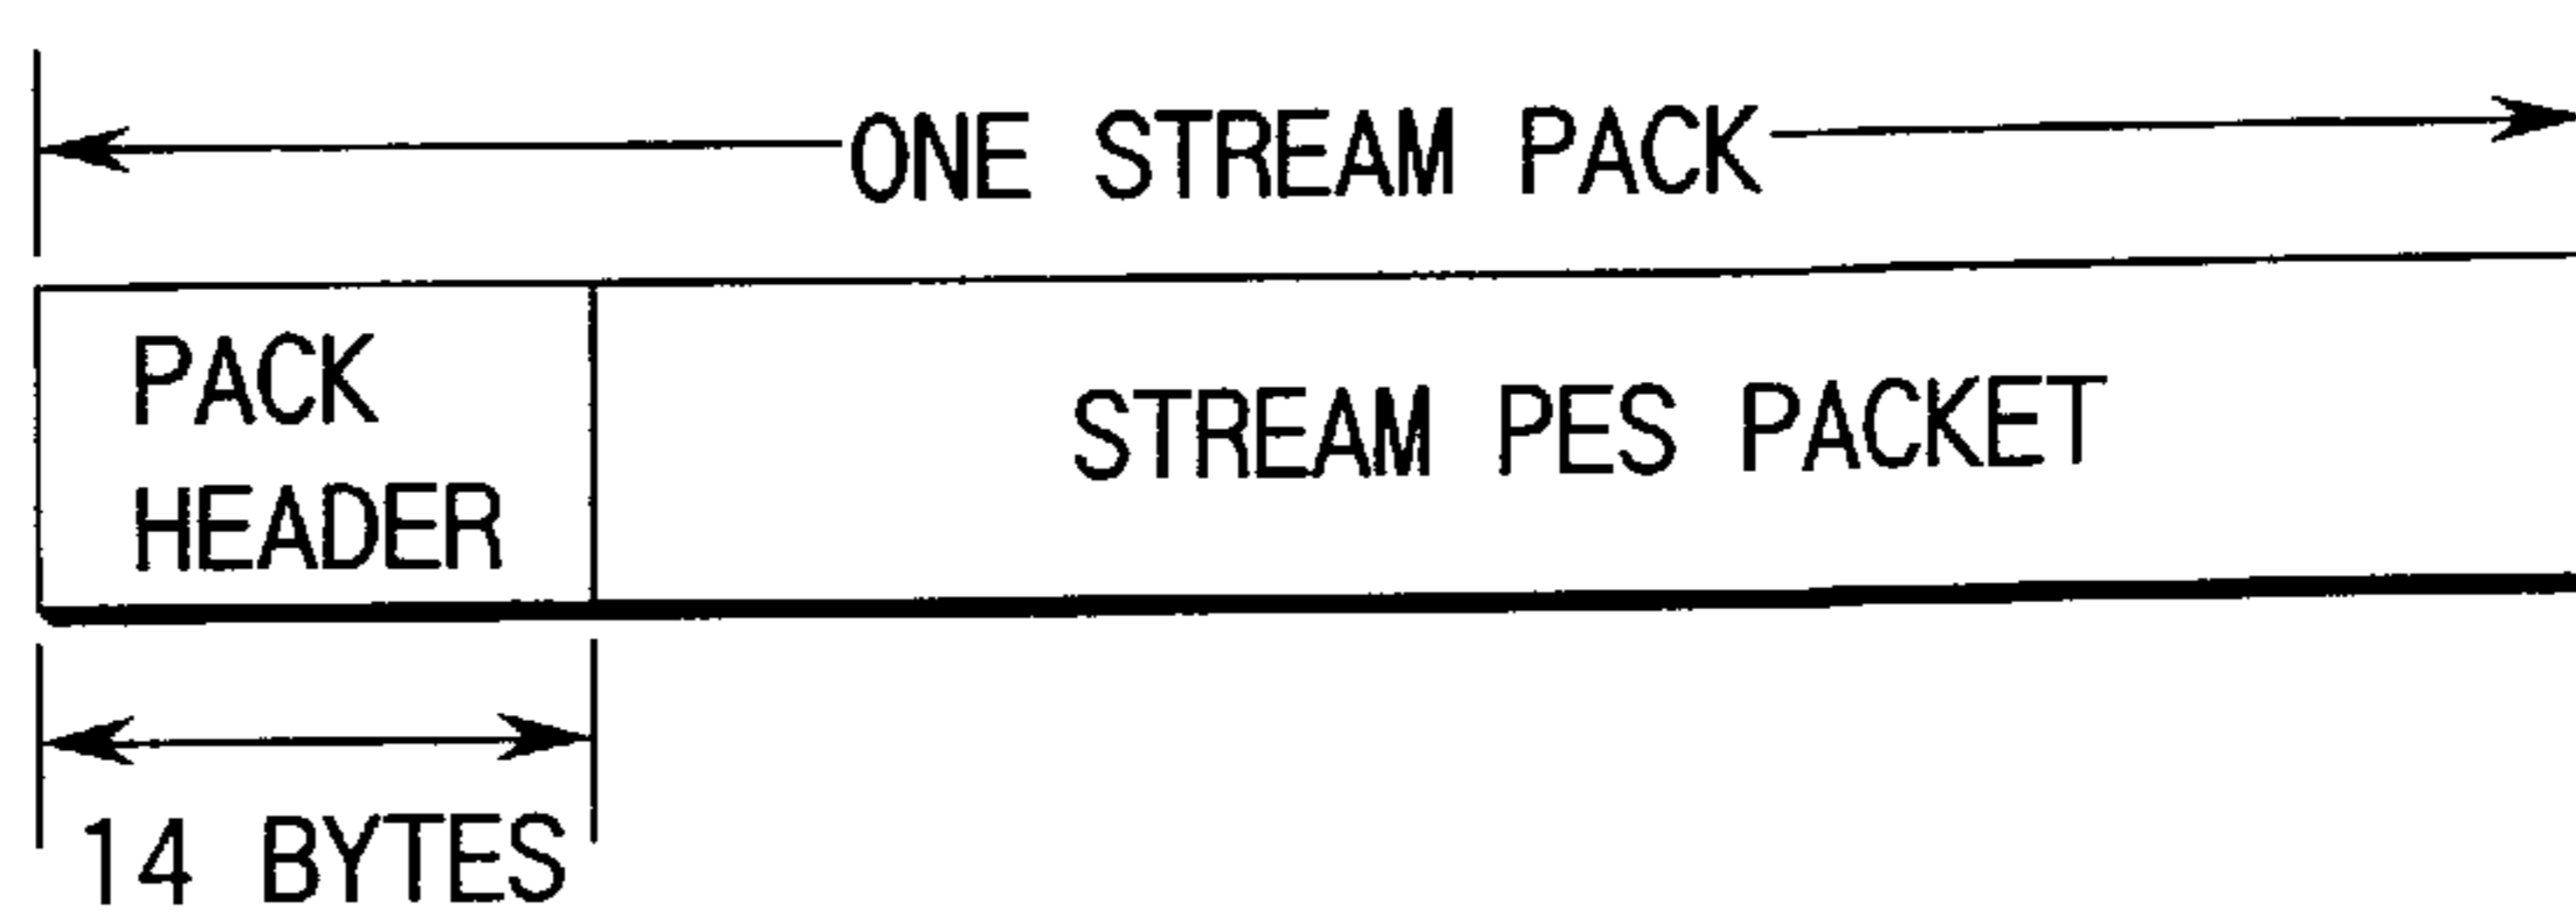 ONE STREAM PACK
PACK
HEADER
STREAM PES PACKET
14 BYTES